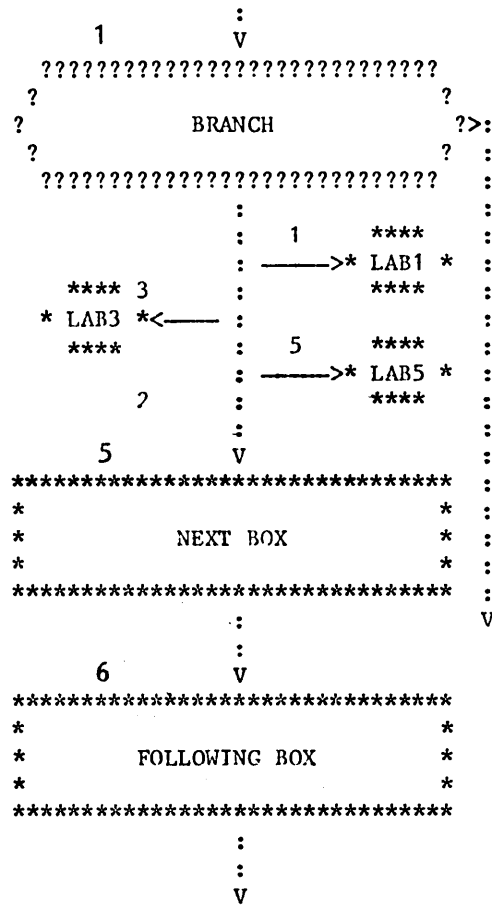 :
1
V
?????????????????????????????
? ?
? BRANCH ?>:
? ? :
????????????????????????????? :
: :
: 1 **** :
: ———>* LAB1 * :
**** 3 : **** :
* LAB3 *<—— : :
**** : 5 **** :
: ———>* LAB5 * :
2 : **** :
: :
5 V :
******************************** :
* * :
* NEXT BOX * :
* * :
******************************** :
: V
:
6 V
********************************
* *
* FOLLOWING BOX *
* *
********************************
:
:
V